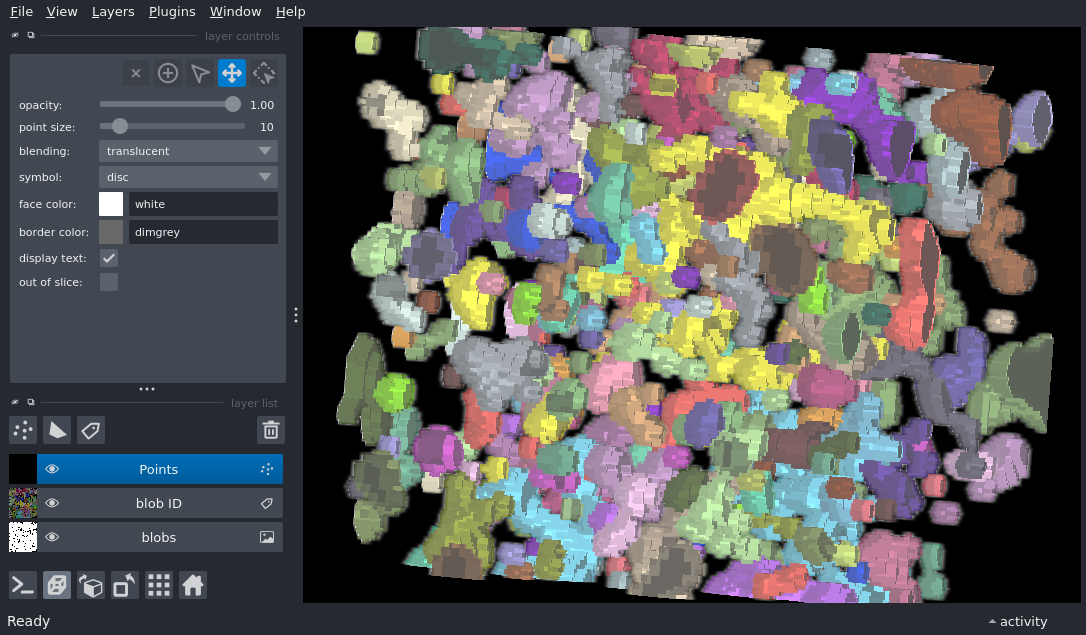 File View Layers Plugins Window Help
layer controls
opacity: 1.00
point size: 10
blending: translucent
symbol: disc
face color: white
border color: dimgrey
display text:
out of slice:
layer list
Points
blob ID
blobs
Ready
activity